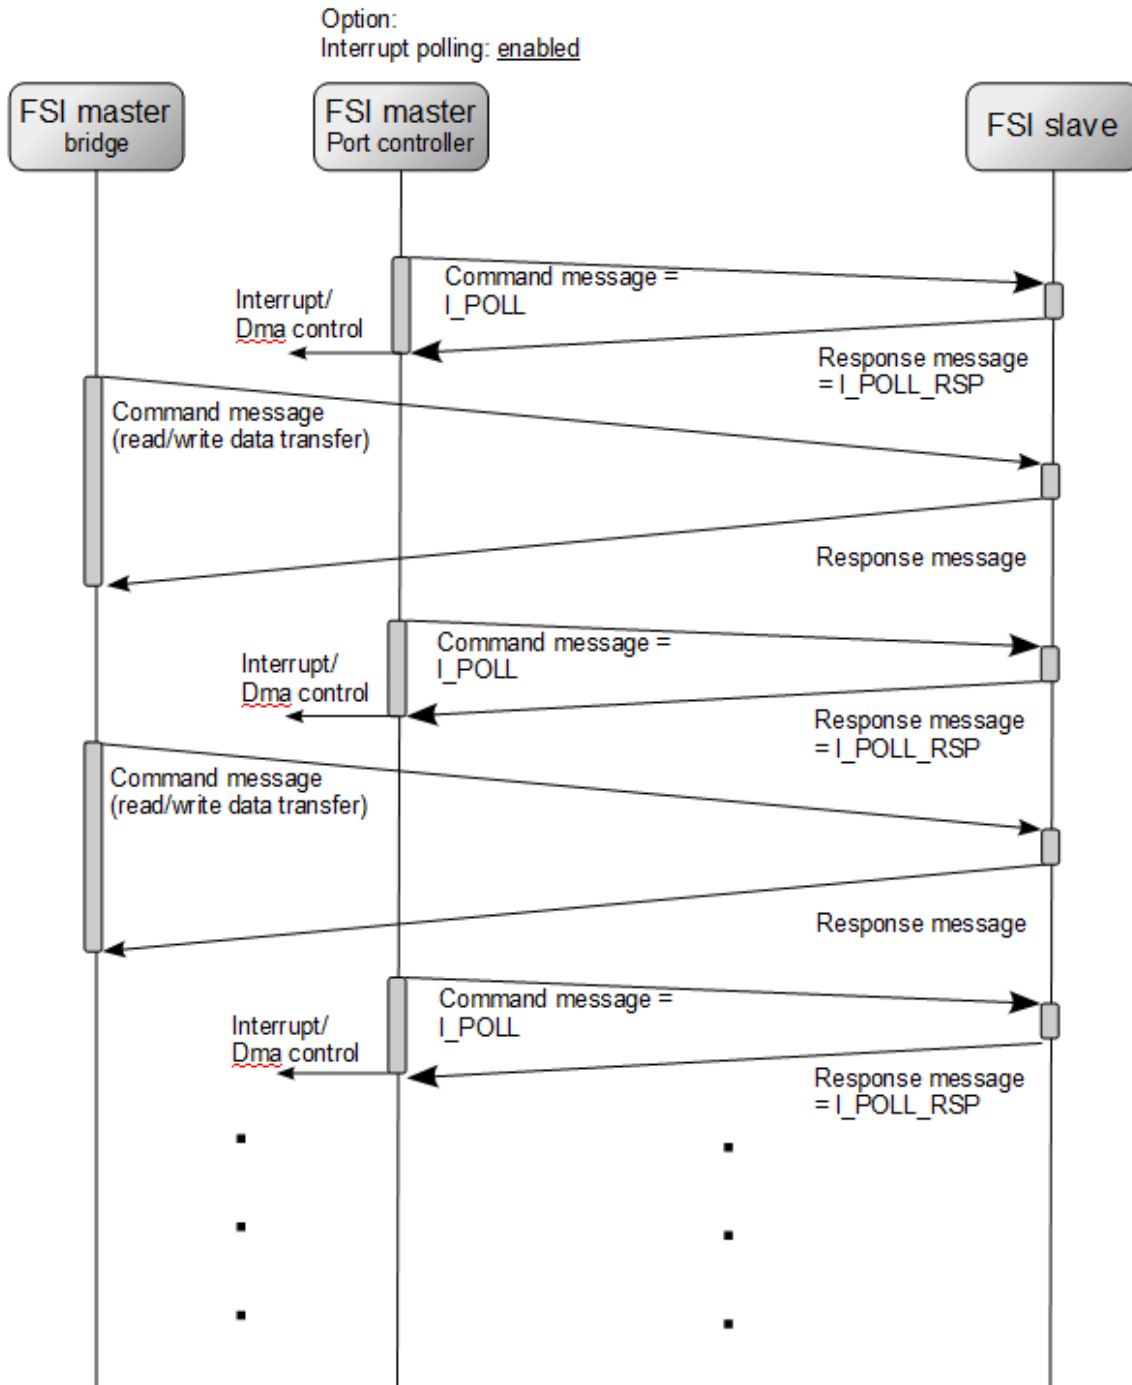 Option:
Interrupt polling: enabled
FSI master
bridge
FSI master
Port controller
FSI slave
Command message =
I_POLL
Interrupt/
Dma control
Response message
= I_POLL_RSP
Command message
(read/write data transfer)
Response message
Command message =
I_POLL
Interrupt/
Dma control
Response message
= I_POLL_RSP
Command message
(read/write data transfer)
Response message
Command message =
I_POLL
Interrupt/
Dma control
Response message
= I_POLL_RSP